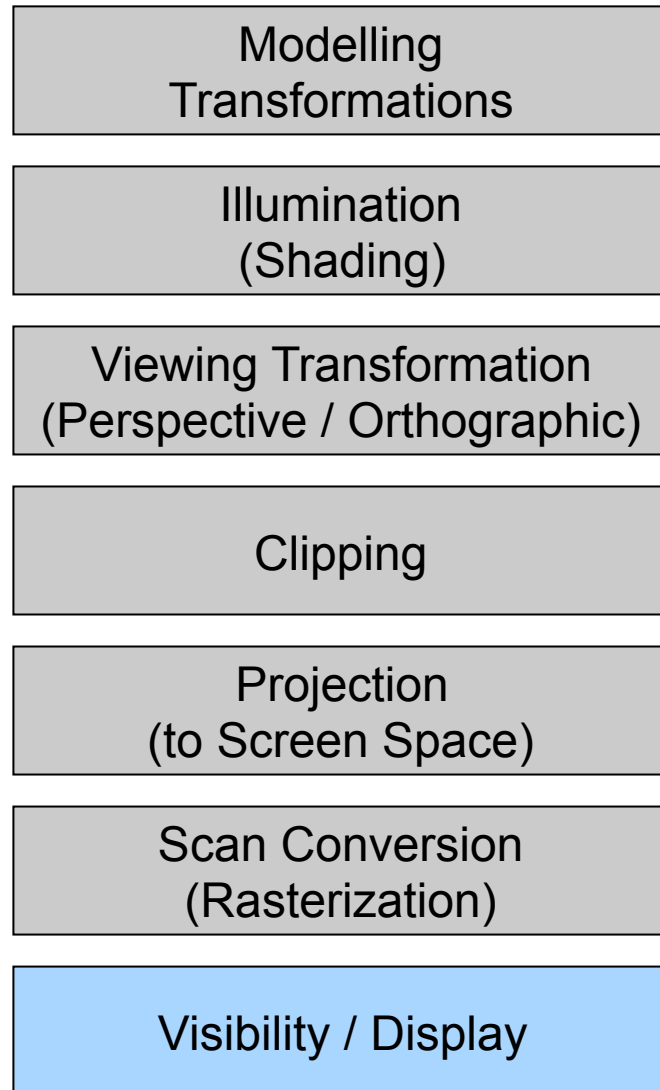 Modelling
Transformations
Illumination
(Shading)
Viewing Transformation
(Perspective / Orthographic)
Clipping
Projection
(to Screen Space)
Scan Conversion
(Rasterization)
Visibility / Display